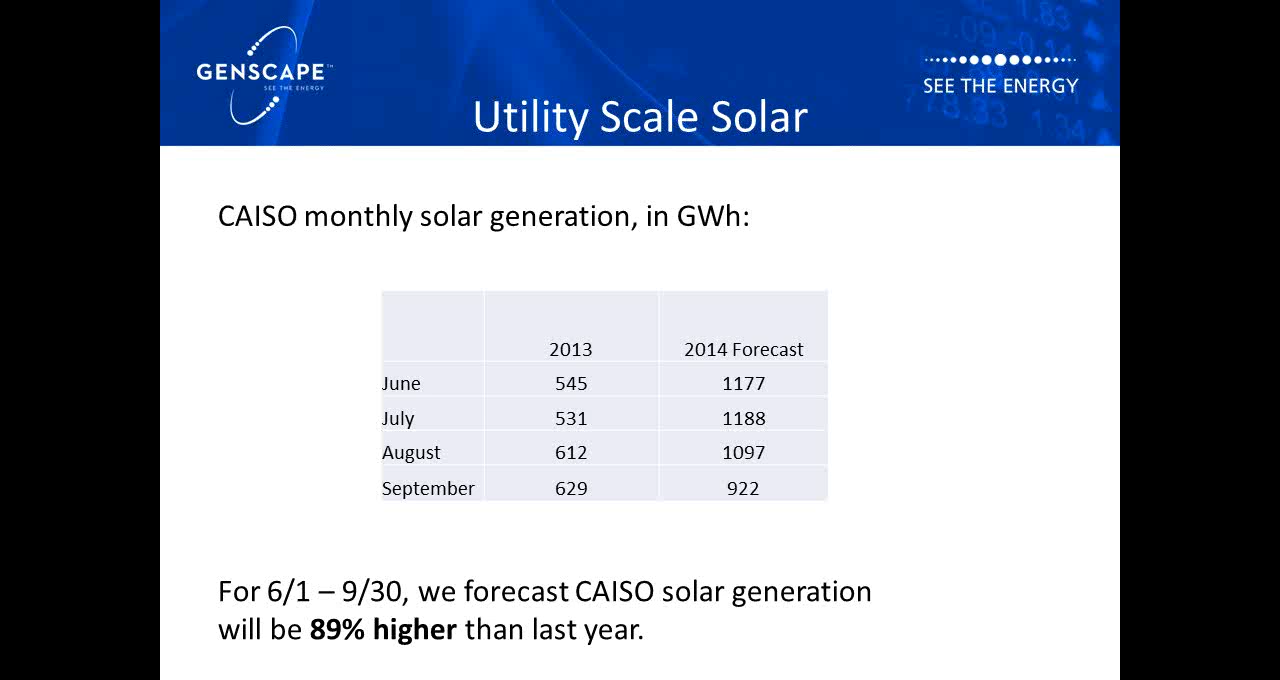 GENSCAPE™
SEE THE ENERGY
SEE THE ENERGY
Utility Scale Solar
CAISO monthly solar generation, in GWh:
2013 2014 Forecast
June 545 1177
July 531 1188
August 612 1097
September 629 922
For 6/1 – 9/30, we forecast CAISO solar generation
will be 89% higher than last year.